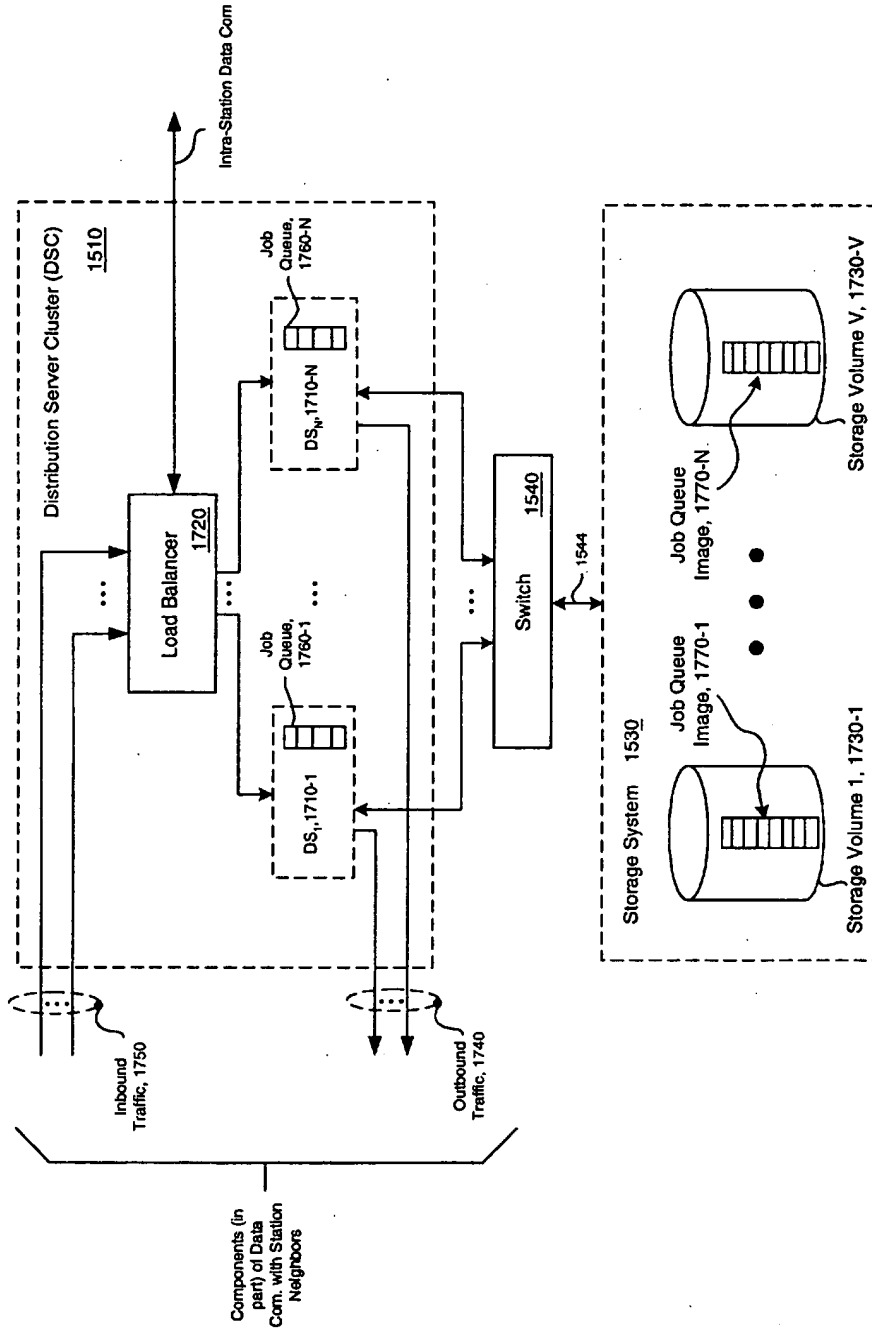 Distribution Server Cluster (DSC)
1510
Intra-Station Data Com
Load Balancer
1720
Inbound
Traffic, 1750
Job
Queue,
1760-1
DS1,1710-1
Job
Queue,
1760-N
DSN,1710-N
Outbound
Traffic, 1740
Components (in
part) of Data
Com. with Station
Neighbors
Switch
1540
1544
Storage System 1530
Job Queue
Image, 1770-1
Job Queue
Image, 1770-N
Storage Volume 1, 1730-1
Storage Volume V, 1730-V